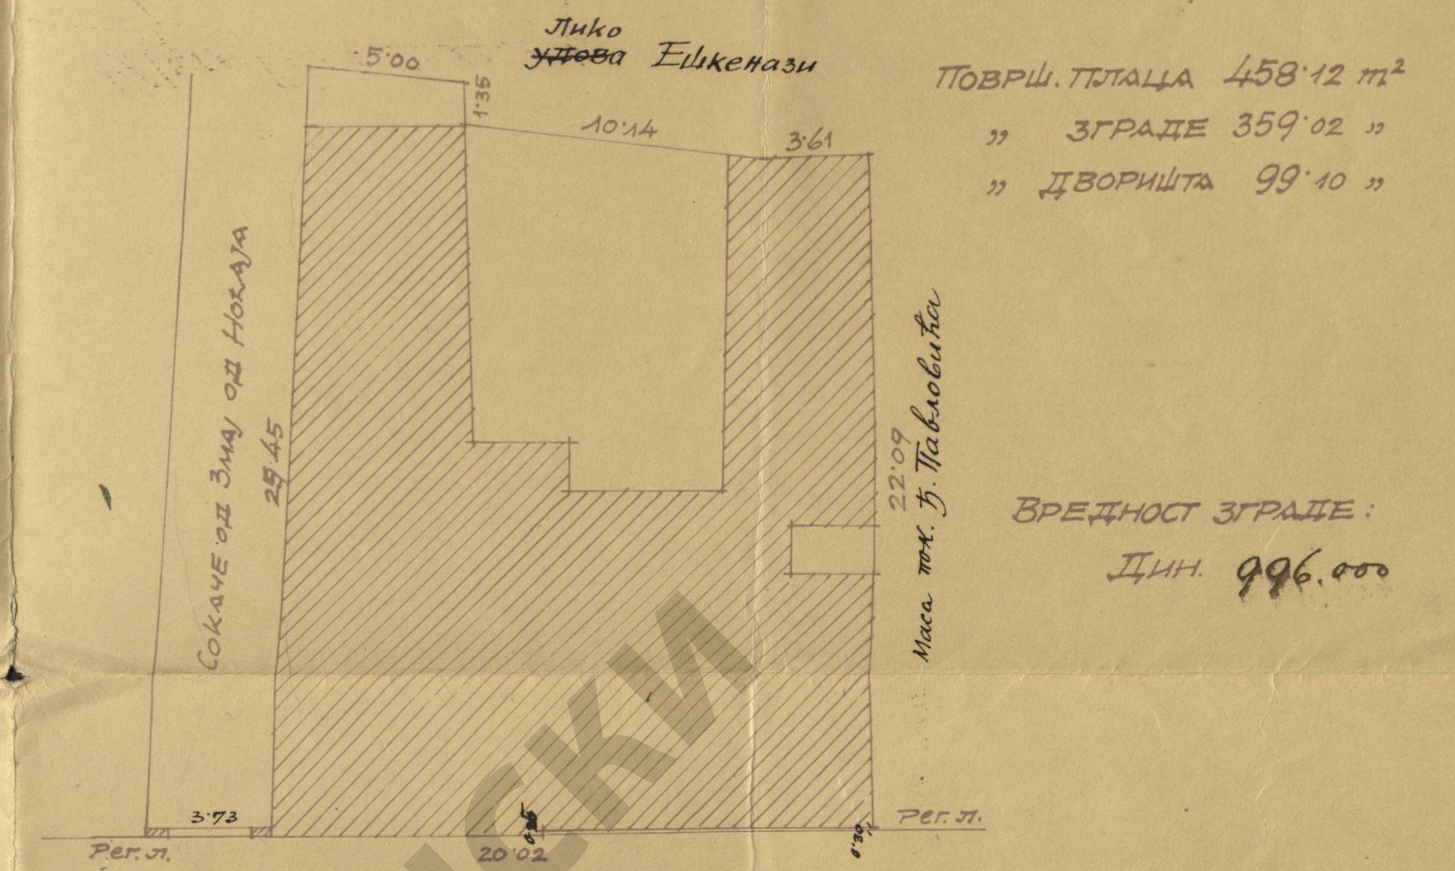 Лико
удова Ешкенази
5·00
1·35
10·14
3·61
ПОВРШ. ПЛАЦА 458·12 m²
„ ЗГРАДЕ 359·02 „
„ ДВОРИШТА 99·10 „
СОКАЧЕ ОД ЗМАЈ ОД НОКАЈА
29·45
22·09
Маса пок. Ђ. Павловића
ВРЕДНОСТ ЗГРАДЕ:
ДИН. 996.000
3·73
Рег. л.
20·02
0·30
Рег. л.
СКИ